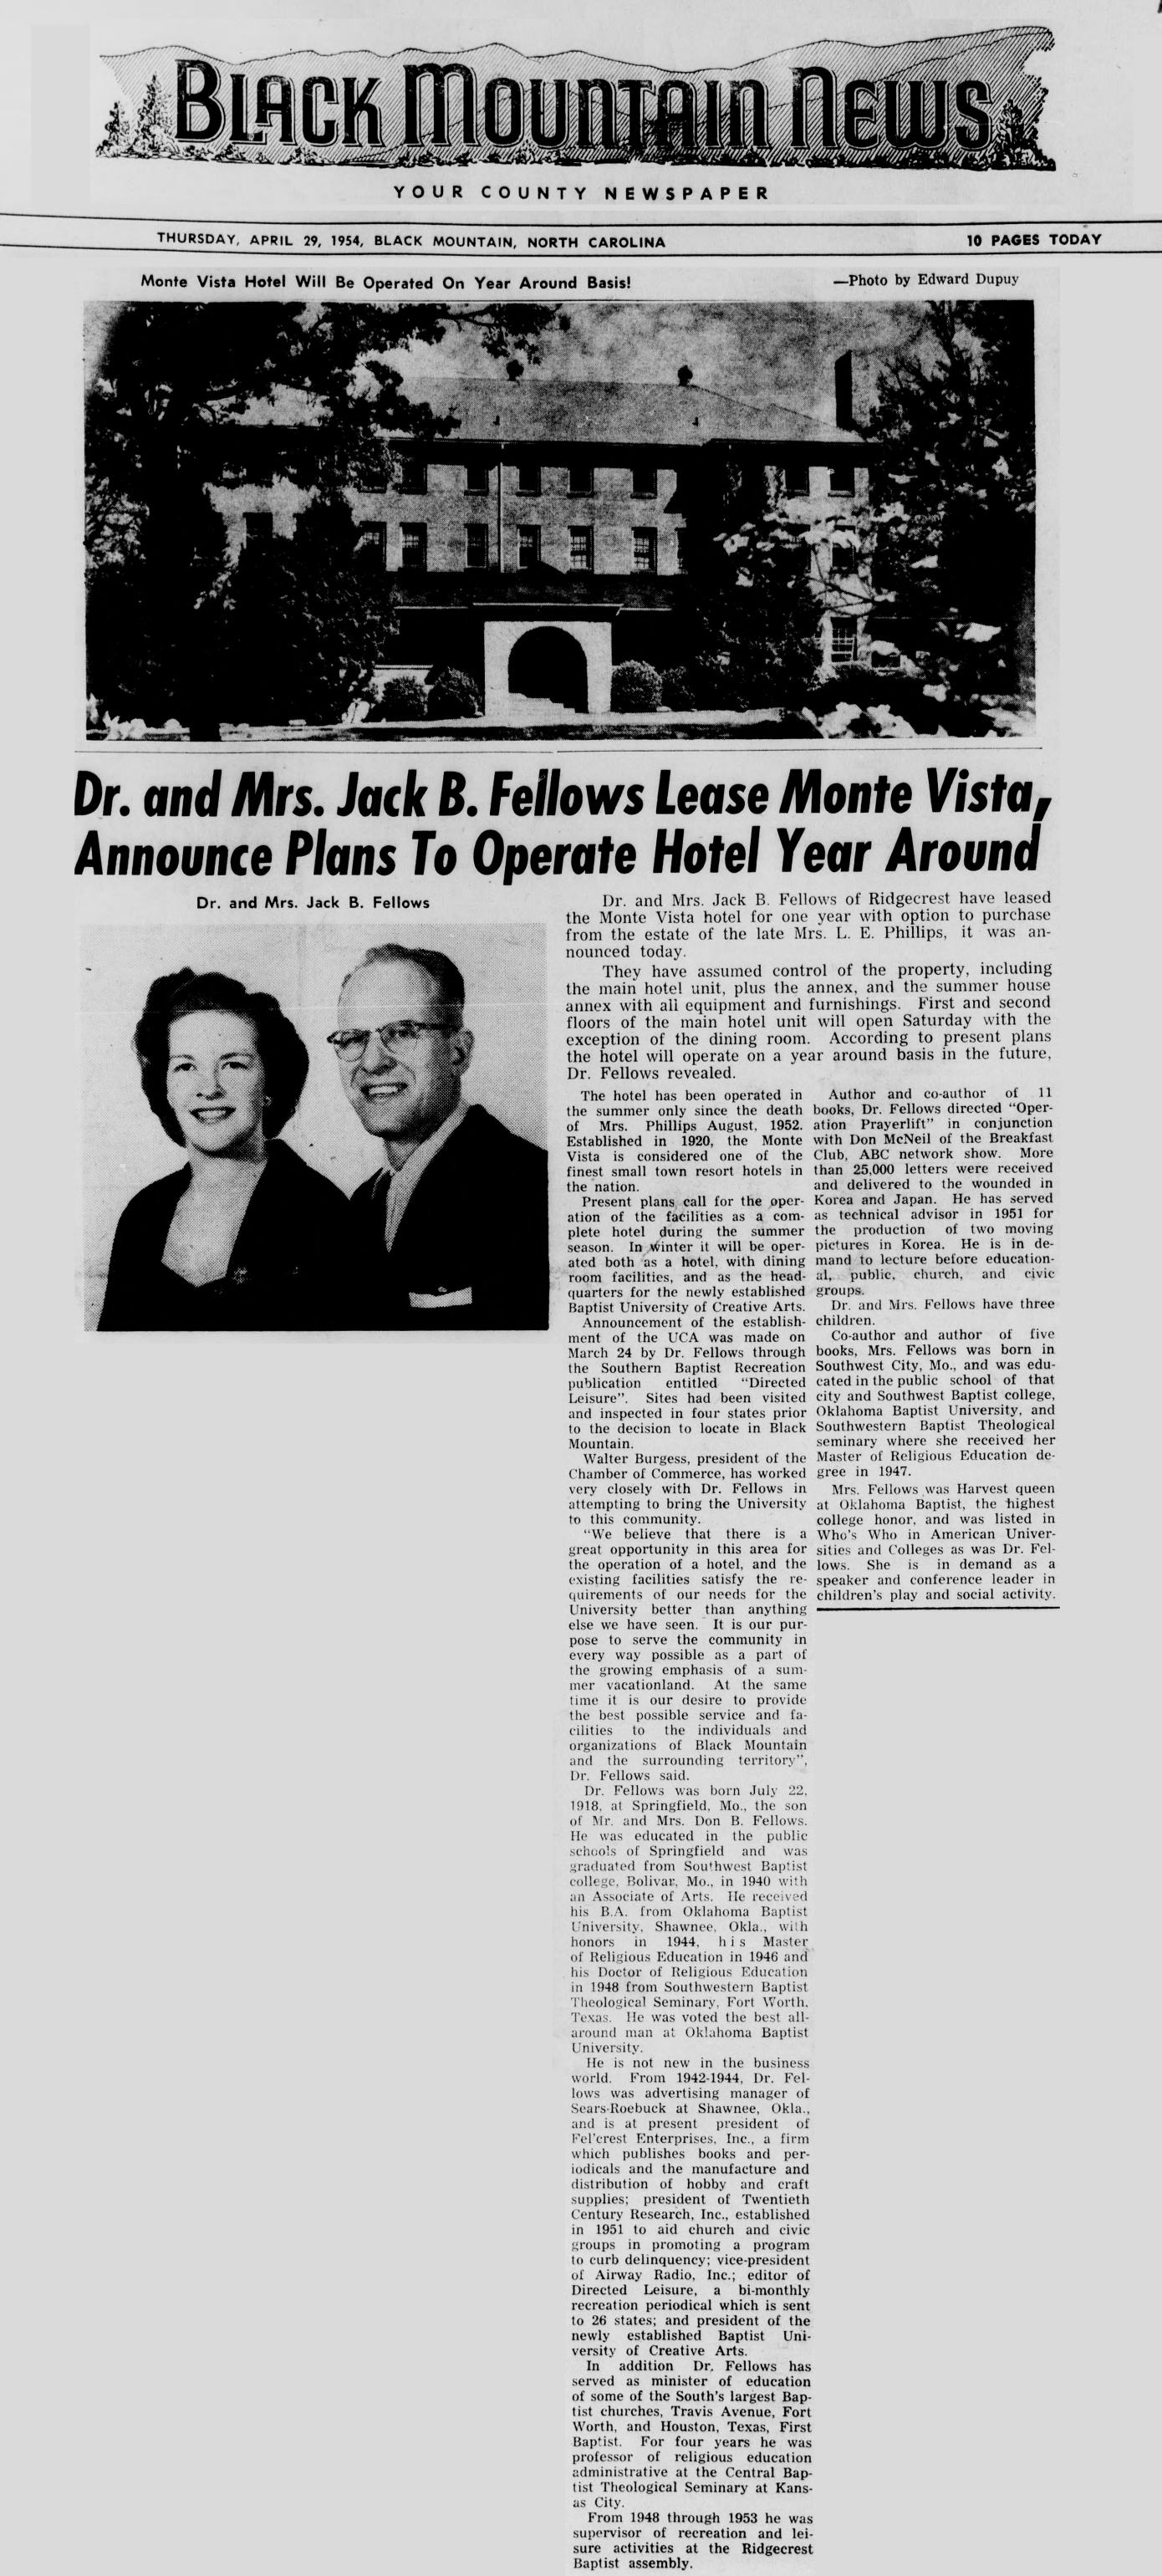 BLACK MOUNTAIN NEWS
YOUR COUNTY NEWSPAPER
THURSDAY, APRIL 29, 1954, BLACK MOUNTAIN, NORTH CAROLINA
10 PAGES TODAY
Monte Vista Hotel Will Be Operated On Year Around Basis!
—Photo by Edward Dupuy
Dr. and Mrs. Jack B. Fellows Lease Monte Vista,
Announce Plans To Operate Hotel Year Around
Dr. and Mrs. Jack B. Fellows
Dr. and Mrs. Jack B. Fellows of Ridgecrest have leased
the Monte Vista hotel for one year with option to purchase
from the estate of the late Mrs. L. E. Phillips, it was an-
nounced today.
They have assumed control of the property, including
the main hotel unit, plus the annex, and the summer house
annex with all equipment and furnishings. First and second
floors of the main hotel unit will open Saturday with the
exception of the dining room. According to present plans
the hotel will operate on a year around basis in the future,
Dr. Fellows revealed.
The hotel has been operated in
the summer only since the death
of Mrs. Phillips August, 1952.
Established in 1920, the Monte
Vista is considered one of the
finest small town resort hotels in
the nation.
Present plans call for the oper-
ation of the facilities as a com-
plete hotel during the summer
season. In winter it will be oper-
ated both as a hotel, with dining
room facilities, and as the head-
quarters for the newly established
Baptist University of Creative Arts.
Announcement of the establish-
ment of the UCA was made on
March 24 by Dr. Fellows through
the Southern Baptist Recreation
publication entitled "Directed
Leisure". Sites had been visited
and inspected in four states prior
to the decision to locate in Black
Mountain.
Walter Burgess, president of the
Chamber of Commerce, has worked
very closely with Dr. Fellows in
attempting to bring the University
to this community.
"We believe that there is a
great opportunity in this area for
the operation of a hotel, and the
existing facilities satisfy the re-
quirements of our needs for the
University better than anything
else we have seen. It is our pur-
pose to serve the community in
every way possible as a part of
the growing emphasis of a sum-
mer vacationland. At the same
time it is our desire to provide
the best possible service and fa-
cilities to the individuals and
organizations of Black Mountain
and the surrounding territory",
Dr. Fellows said.
Dr. Fellows was born July 22,
1918, at Springfield, Mo., the son
of Mr. and Mrs. Don B. Fellows.
He was educated in the public
schools of Springfield and was
graduated from Southwest Baptist
college, Bolivar, Mo., in 1940 with
an Associate of Arts. He received
his B.A. from Oklahoma Baptist
University, Shawnee, Okla., with
honors in 1944, his Master
of Religious Education in 1946 and
his Doctor of Religious Education
in 1948 from Southwestern Baptist
Theological Seminary, Fort Worth,
Texas. He was voted the best all-
around man at Oklahoma Baptist
University.
He is not new in the business
world. From 1942-1944, Dr. Fel-
lows was advertising manager of
Sears-Roebuck at Shawnee, Okla.,
and is at present president of
Fel'crest Enterprises, Inc., a firm
which publishes books and per-
iodicals and the manufacture and
distribution of hobby and craft
supplies; president of Twentieth
Century Research, Inc., established
in 1951 to aid church and civic
groups in promoting a program
to curb delinquency; vice-president
of Airway Radio, Inc.; editor of
Directed Leisure, a bi-monthly
recreation periodical which is sent
to 26 states; and president of the
newly established Baptist Uni-
versity of Creative Arts.
In addition Dr. Fellows has
served as minister of education
of some of the South's largest Bap-
tist churches, Travis Avenue, Fort
Worth, and Houston, Texas, First
Baptist. For four years he was
professor of religious education
administrative at the Central Bap-
tist Theological Seminary at Kans-
as City.
From 1948 through 1953 he was
supervisor of recreation and lei-
sure activities at the Ridgecrest
Baptist assembly.
Author and co-author of 11
books, Dr. Fellows directed "Oper-
ation Prayerlift" in conjunction
with Don McNeil of the Breakfast
Club, ABC network show. More
than 25,000 letters were received
and delivered to the wounded in
Korea and Japan. He has served
as technical advisor in 1951 for
the production of two moving
pictures in Korea. He is in de-
mand to lecture before education-
al, public, church, and civic
groups.
Dr. and Mrs. Fellows have three
children.
Co-author and author of five
books, Mrs. Fellows was born in
Southwest City, Mo., and was edu-
cated in the public school of that
city and Southwest Baptist college,
Oklahoma Baptist University, and
Southwestern Baptist Theological
seminary where she received her
Master of Religious Education de-
gree in 1947.
Mrs. Fellows was Harvest queen
at Oklahoma Baptist, the highest
college honor, and was listed in
Who's Who in American Univer-
sities and Colleges as was Dr. Fel-
lows. She is in demand as a
speaker and conference leader in
children's play and social activity.